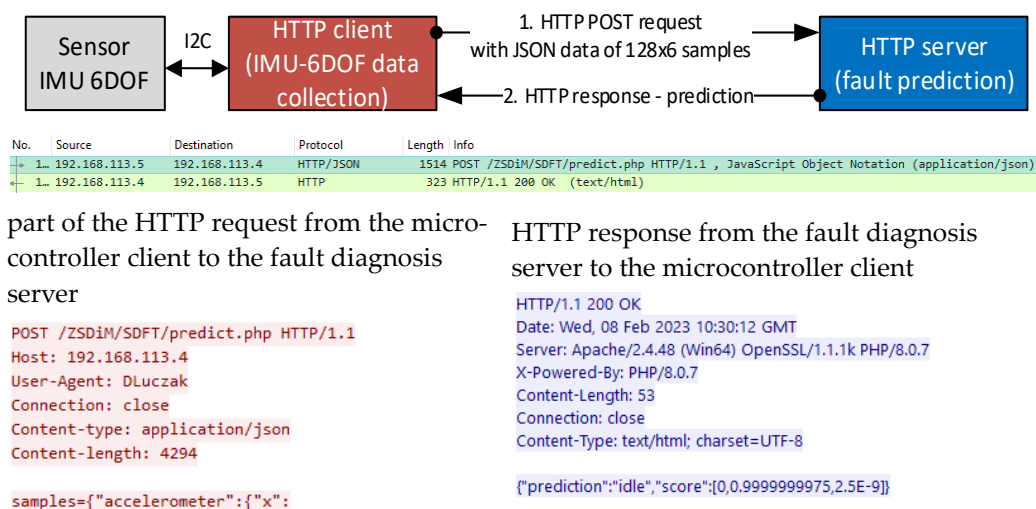 Sensor
IMU 6DOF
I2C
HTTP client
(IMU-6DOF data
collection)
1. HTTP POST request
with JSON data of 128x6 samples
2. HTTP response - prediction
HTTP server
(fault prediction)
No. Source Destination Protocol Length Info
1... 192.168.113.5 192.168.113.4 HTTP/JSON 1514 POST /ZSDiM/SDFT/predict.php HTTP/1.1 , JavaScript Object Notation (application/json)
1... 192.168.113.4 192.168.113.5 HTTP 323 HTTP/1.1 200 OK (text/html)
part of the HTTP request from the micro-
controller client to the fault diagnosis
server
POST /ZSDiM/SDFT/predict.php HTTP/1.1
Host: 192.168.113.4
User-Agent: DLuczak
Connection: close
Content-type: application/json
Content-length: 4294
samples={"accelerometer":{"x":
HTTP response from the fault diagnosis
server to the microcontroller client
HTTP/1.1 200 OK
Date: Wed, 08 Feb 2023 10:30:12 GMT
Server: Apache/2.4.48 (Win64) OpenSSL/1.1.1k PHP/8.0.7
X-Powered-By: PHP/8.0.7
Content-Length: 53
Connection: close
Content-Type: text/html; charset=UTF-8
{"prediction":"idle","score":[0,0.9999999975,2.5E-9]}